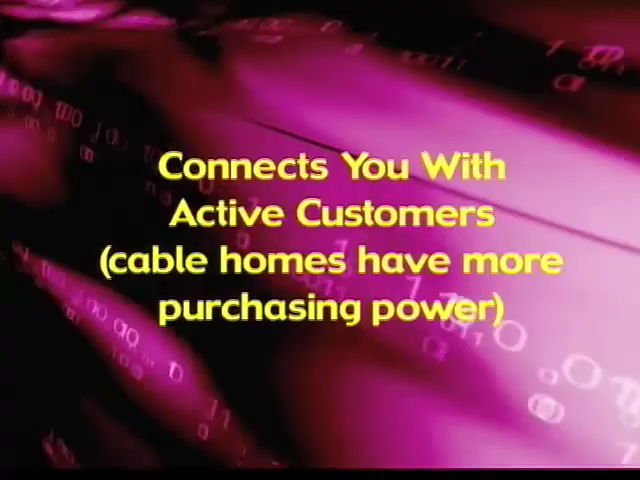 Connects You With
Active Customers
(cable homes have more
purchasing power)